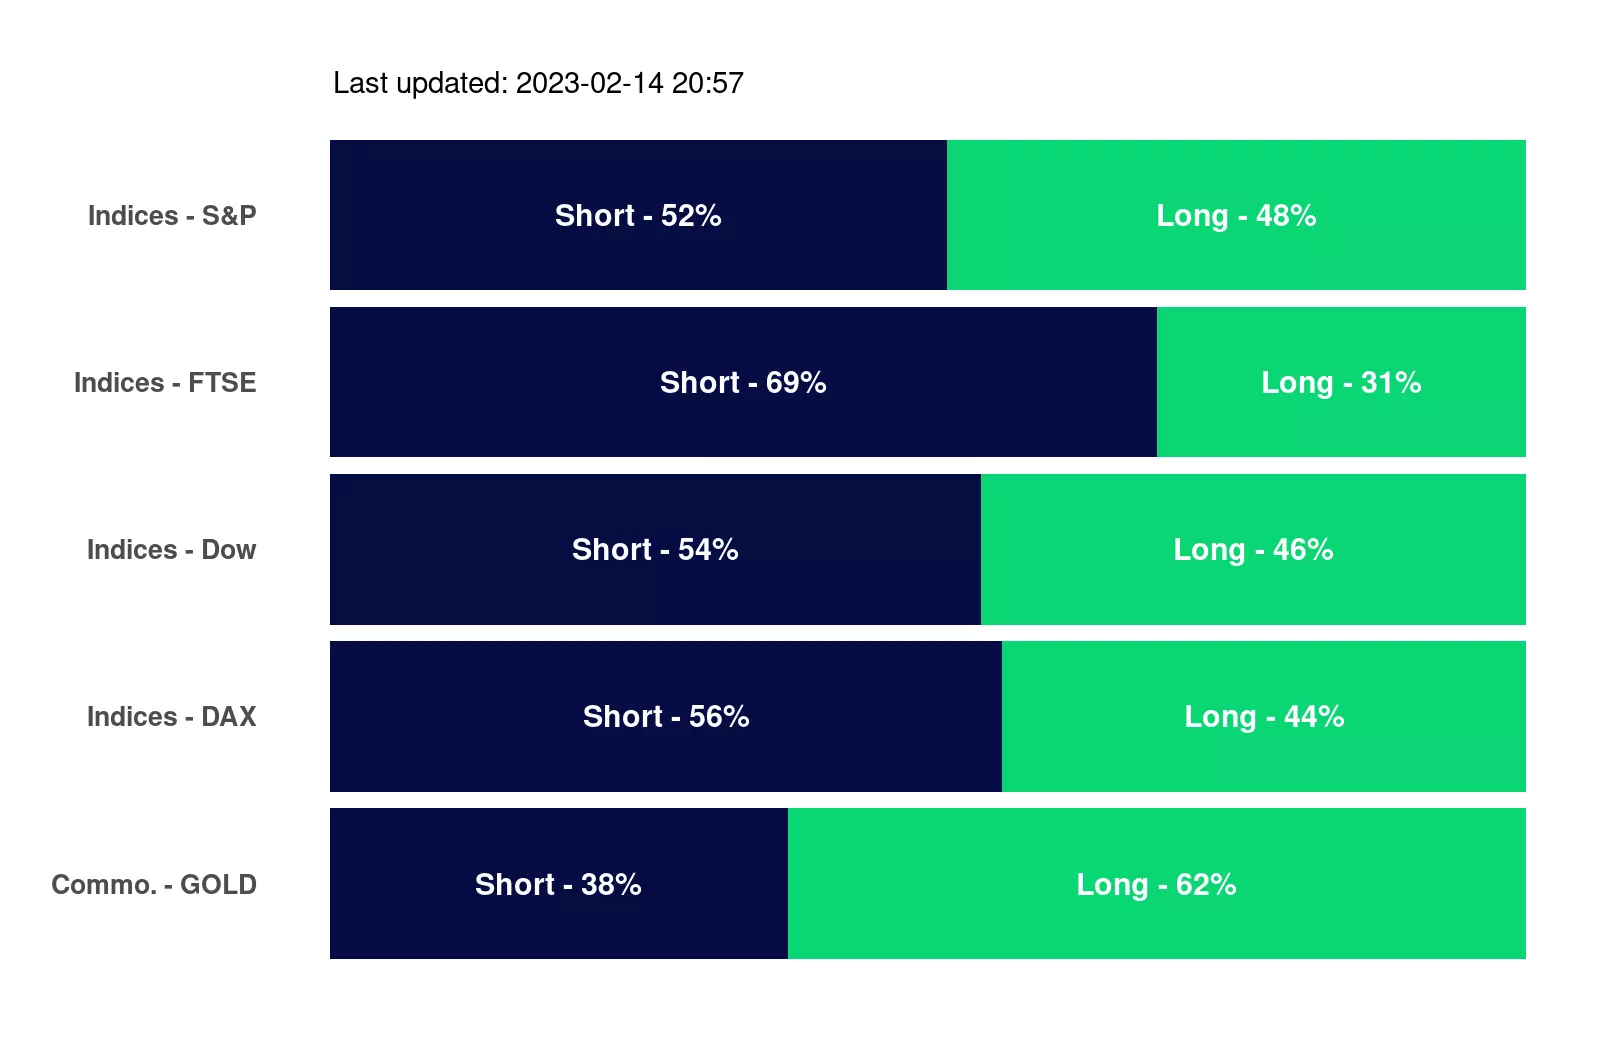 Last updated: 2023-02-14 20:57
Indices - S&P Short - 52% Long - 48%
Indices - FTSE Short - 69% Long - 31%
Indices - Dow Short - 54% Long - 46%
Indices - DAX Short - 56% Long - 44%
Commo. - GOLD Short - 38% Long - 62%